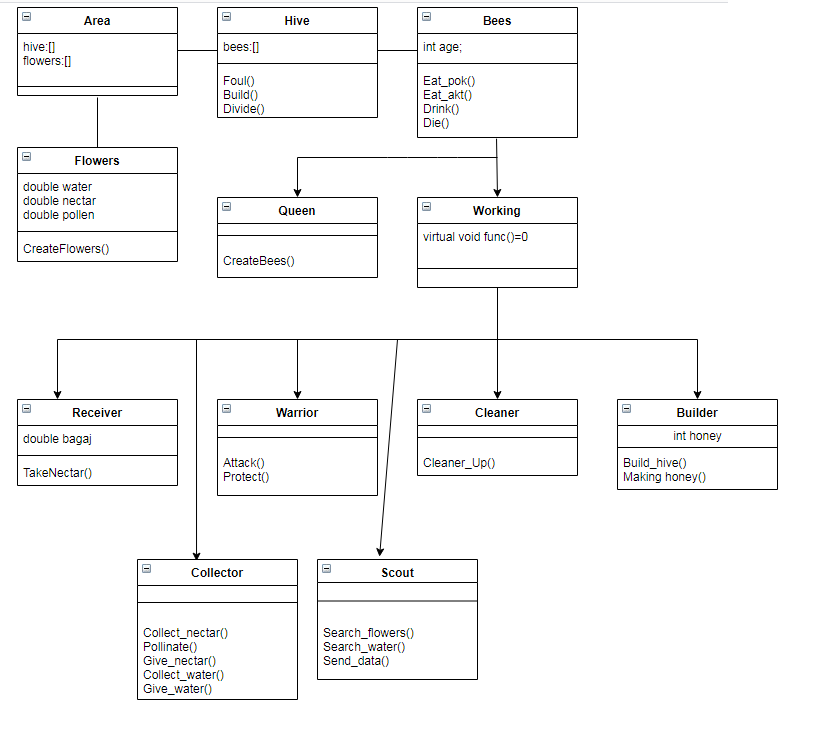 Area
hive:[]
flowers:[]
Hive
bees:[]
Foul()
Build()
Divide()
Bees
int age;
Eat_pok()
Eat_akt()
Drink()
Die()
Flowers
double water
double nectar
double pollen
CreateFlowers()
Queen
CreateBees()
Working
virtual void func()=0
Receiver
double bagaj
TakeNectar()
Warrior
Attack()
Protect()
Cleaner
Cleaner_Up()
Builder
int honey
Build_hive()
Making honey()
Collector
Collect_nectar()
Pollinate()
Give_nectar()
Collect_water()
Give_water()
Scout
Search_flowers()
Search_water()
Send_data()